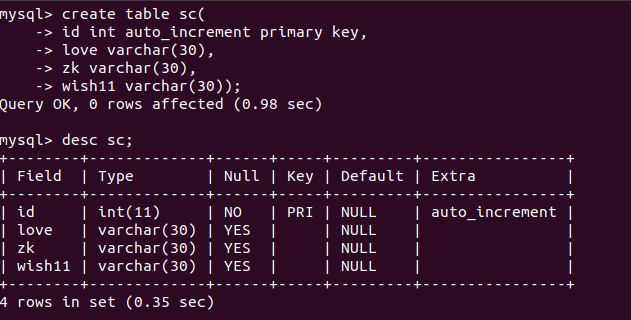 mysql> create table sc(
    -> id int auto_increment primary key,
    -> love varchar(30),
    -> zk varchar(30),
    -> wish11 varchar(30));
Query OK, 0 rows affected (0.98 sec)
mysql> desc sc;
+--------+-------------+------+-----+---------+----------------+
| Field  | Type        | Null | Key | Default | Extra          |
+--------+-------------+------+-----+---------+----------------+
| id     | int(11)     | NO   | PRI | NULL    | auto_increment |
| love   | varchar(30) | YES  |     | NULL    |                |
| zk     | varchar(30) | YES  |     | NULL    |                |
| wish11 | varchar(30) | YES  |     | NULL    |                |
+--------+-------------+------+-----+---------+----------------+
4 rows in set (0.35 sec)